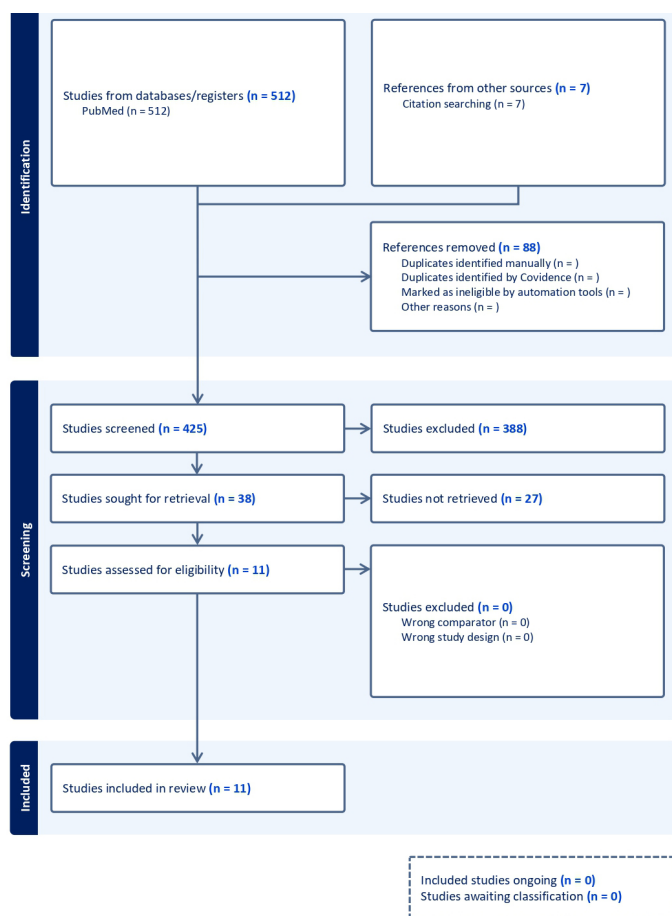 Identification
Studies from databases/registers (n = 512)
PubMed (n = 512)
References from other sources (n = 7)
Citation searching (n = 7)
References removed (n = 88)
Duplicates identified manually (n = )
Duplicates identified by Covidence (n = )
Marked as ineligible by automation tools (n = )
Other reasons (n = )
Screening
Studies screened (n = 425)
Studies excluded (n = 388)
Studies sought for retrieval (n = 38)
Studies not retrieved (n = 27)
Studies assessed for eligibility (n = 11)
Studies excluded (n = 0)
Wrong comparator (n = 0)
Wrong study design (n = 0)
Included
Studies included in review (n = 11)
Included studies ongoing (n = 0)
Studies awaiting classification (n = 0)